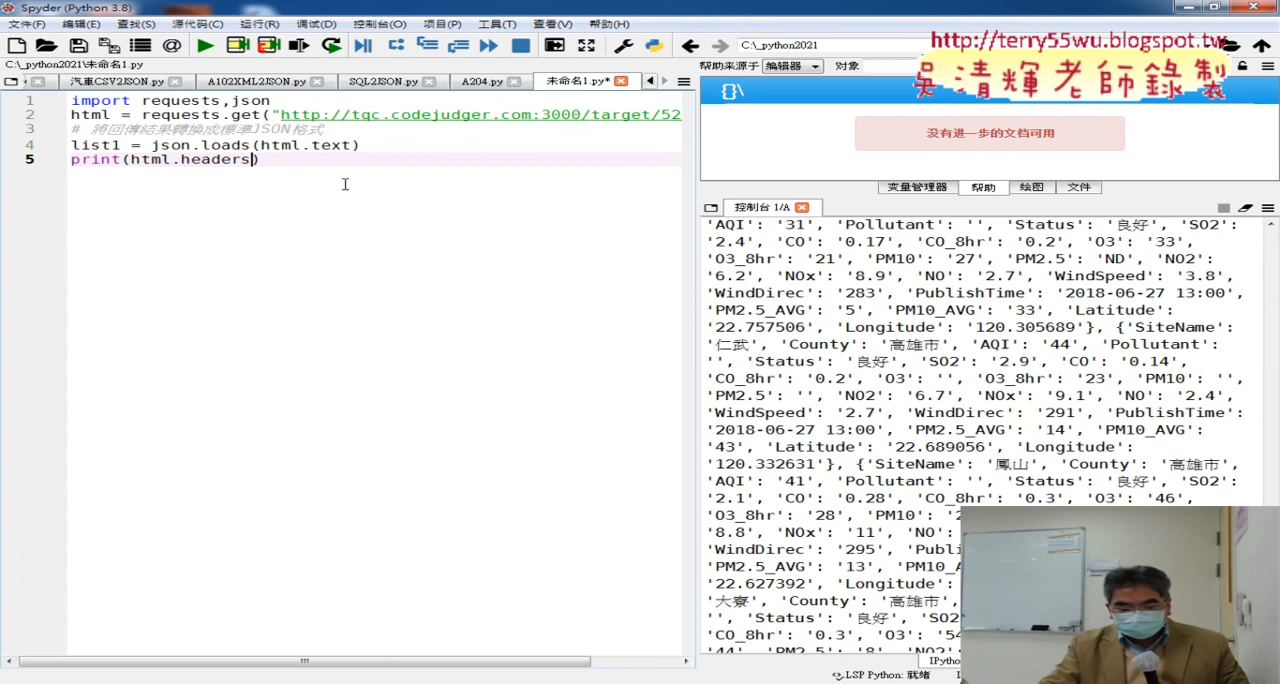 Spyder (Python 3.8)
文件(F) 编辑(E) 查找(S) 源代码(C) 运行(R) 调试(D) 控制台(O) 项目(P) 工具(T) 查看(V) 帮助(H)
C:\_python2021
http://terry55wu.blogspot.tw
吳清輝老師錄製
C:\_python2021\未命名1.py
汽車CSV2JSON.py A102XML2JSON.py SQL2JSON.py A204.py 未命名1.py*
帮助来源于 编辑器 对象
1 import requests,json
2 html = requests.get("http://tqc.codejudger.com:3000/target/52
3 # 將回傳結果轉換成標準JSON格式
4 list1 = json.loads(html.text)
5 print(html.headers)
{}\
没有进一步的文档可用
变量管理器 帮助 绘图 文件
控制台 1/A
'AQI': '31', 'Pollutant': '', 'Status': '良好', 'SO2':
'2.4', 'CO': '0.17', 'CO_8hr': '0.2', 'O3': '33',
'O3_8hr': '21', 'PM10': '27', 'PM2.5': 'ND', 'NO2':
'6.2', 'NOx': '8.9', 'NO': '2.7', 'WindSpeed': '3.8',
'WindDirec': '283', 'PublishTime': '2018-06-27 13:00',
'PM2.5_AVG': '5', 'PM10_AVG': '33', 'Latitude':
'22.757506', 'Longitude': '120.305689'}, {'SiteName':
'仁武', 'County': '高雄市', 'AQI': '44', 'Pollutant':
'', 'Status': '良好', 'SO2': '2.9', 'CO': '0.14',
'CO_8hr': '0.2', 'O3': '', 'O3_8hr': '23', 'PM10': '',
'PM2.5': '', 'NO2': '6.7', 'NOx': '9.1', 'NO': '2.4',
'WindSpeed': '2.7', 'WindDirec': '291', 'PublishTime':
'2018-06-27 13:00', 'PM2.5_AVG': '14', 'PM10_AVG':
'43', 'Latitude': '22.689056', 'Longitude':
'120.332631'}, {'SiteName': '鳳山', 'County': '高雄市',
'AQI': '41', 'Pollutant': '', 'Status': '良好', 'SO2':
'2.1', 'CO': '0.28', 'CO_8hr': '0.3', 'O3': '46',
'O3_8hr': '28', 'PM10': '2
'8.8', 'NOx': '11', 'NO':
'WindDirec': '295', 'Publi
'PM2.5_AVG': '13', 'PM10_A
'22.627392', 'Longitude':
'大寮', 'County': '高雄市',
'', 'Status': '良好', 'SO2
'CO_8hr': '0.3', 'O3': '54
'44', 'PM2.5': '8', 'NO2'
IPytho
LSP Python: 就绪